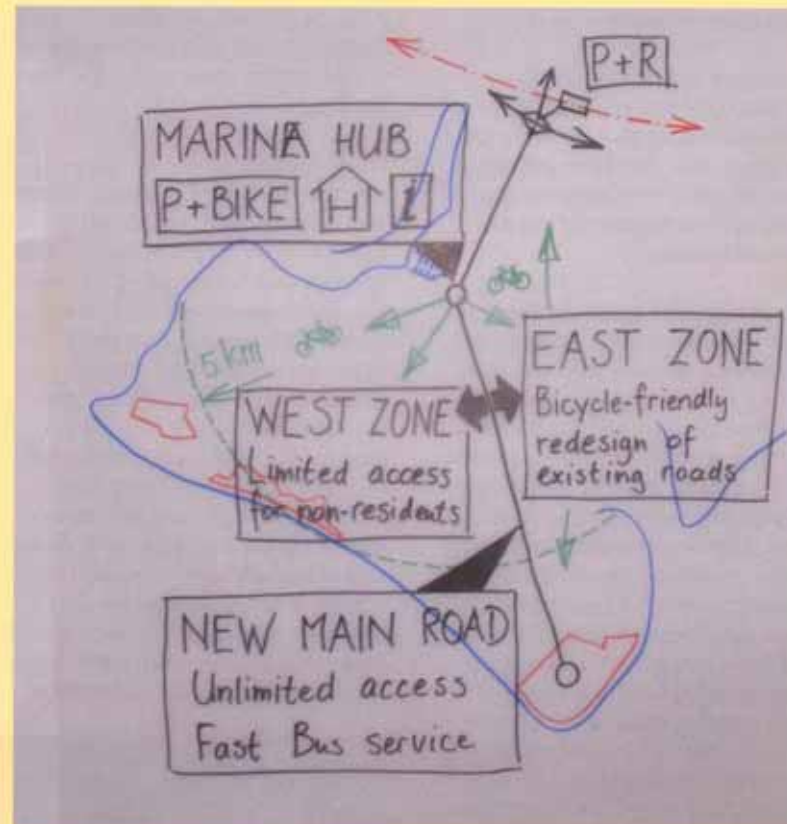 P+R
MARINA HUB
P+BIKE H i
5 km
WEST ZONE
Limited access
for non-residents
EAST ZONE
Bicycle-friendly
redesign of
existing roads
NEW MAIN ROAD
Unlimited access
Fast Bus service